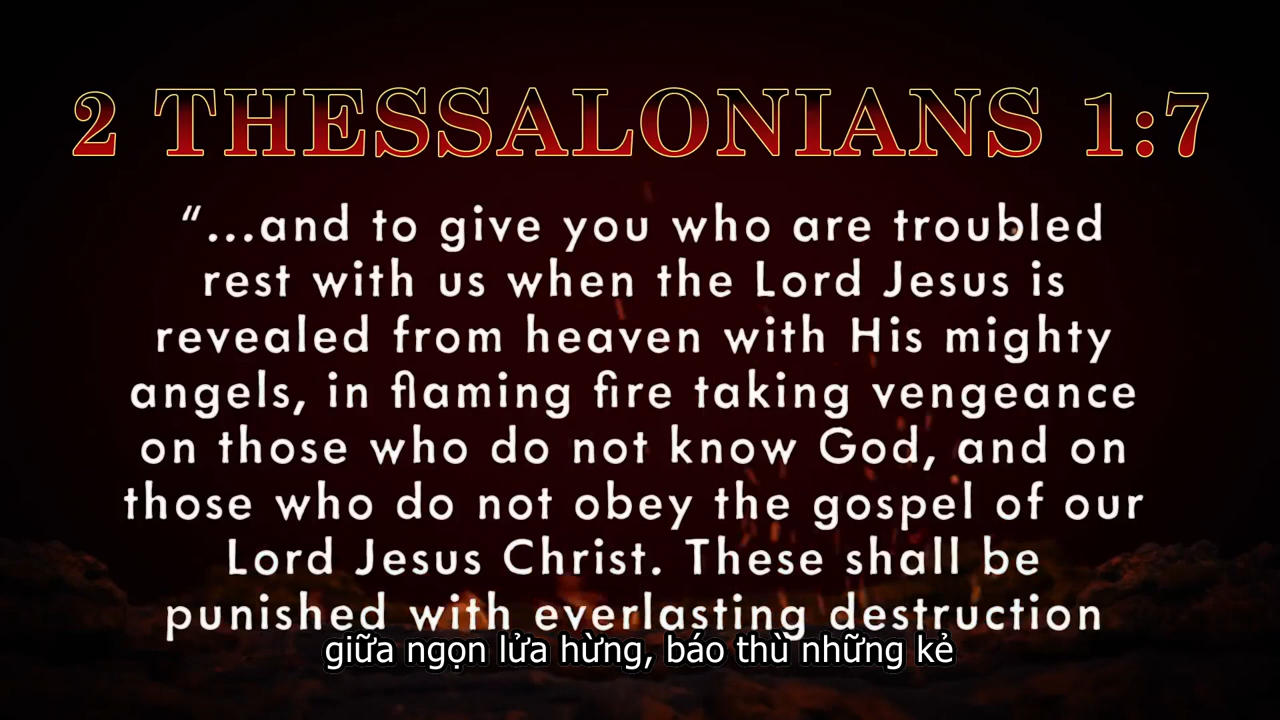 2 THESSALONIANS 1:7
“...and to give you who are troubled
rest with us when the Lord Jesus is
revealed from heaven with His mighty
angels, in flaming fire taking vengeance
on those who do not know God, and on
those who do not obey the gospel of our
Lord Jesus Christ. These shall be
punished with everlasting destruction
giữa ngọn lửa hừng, báo thù những kẻ